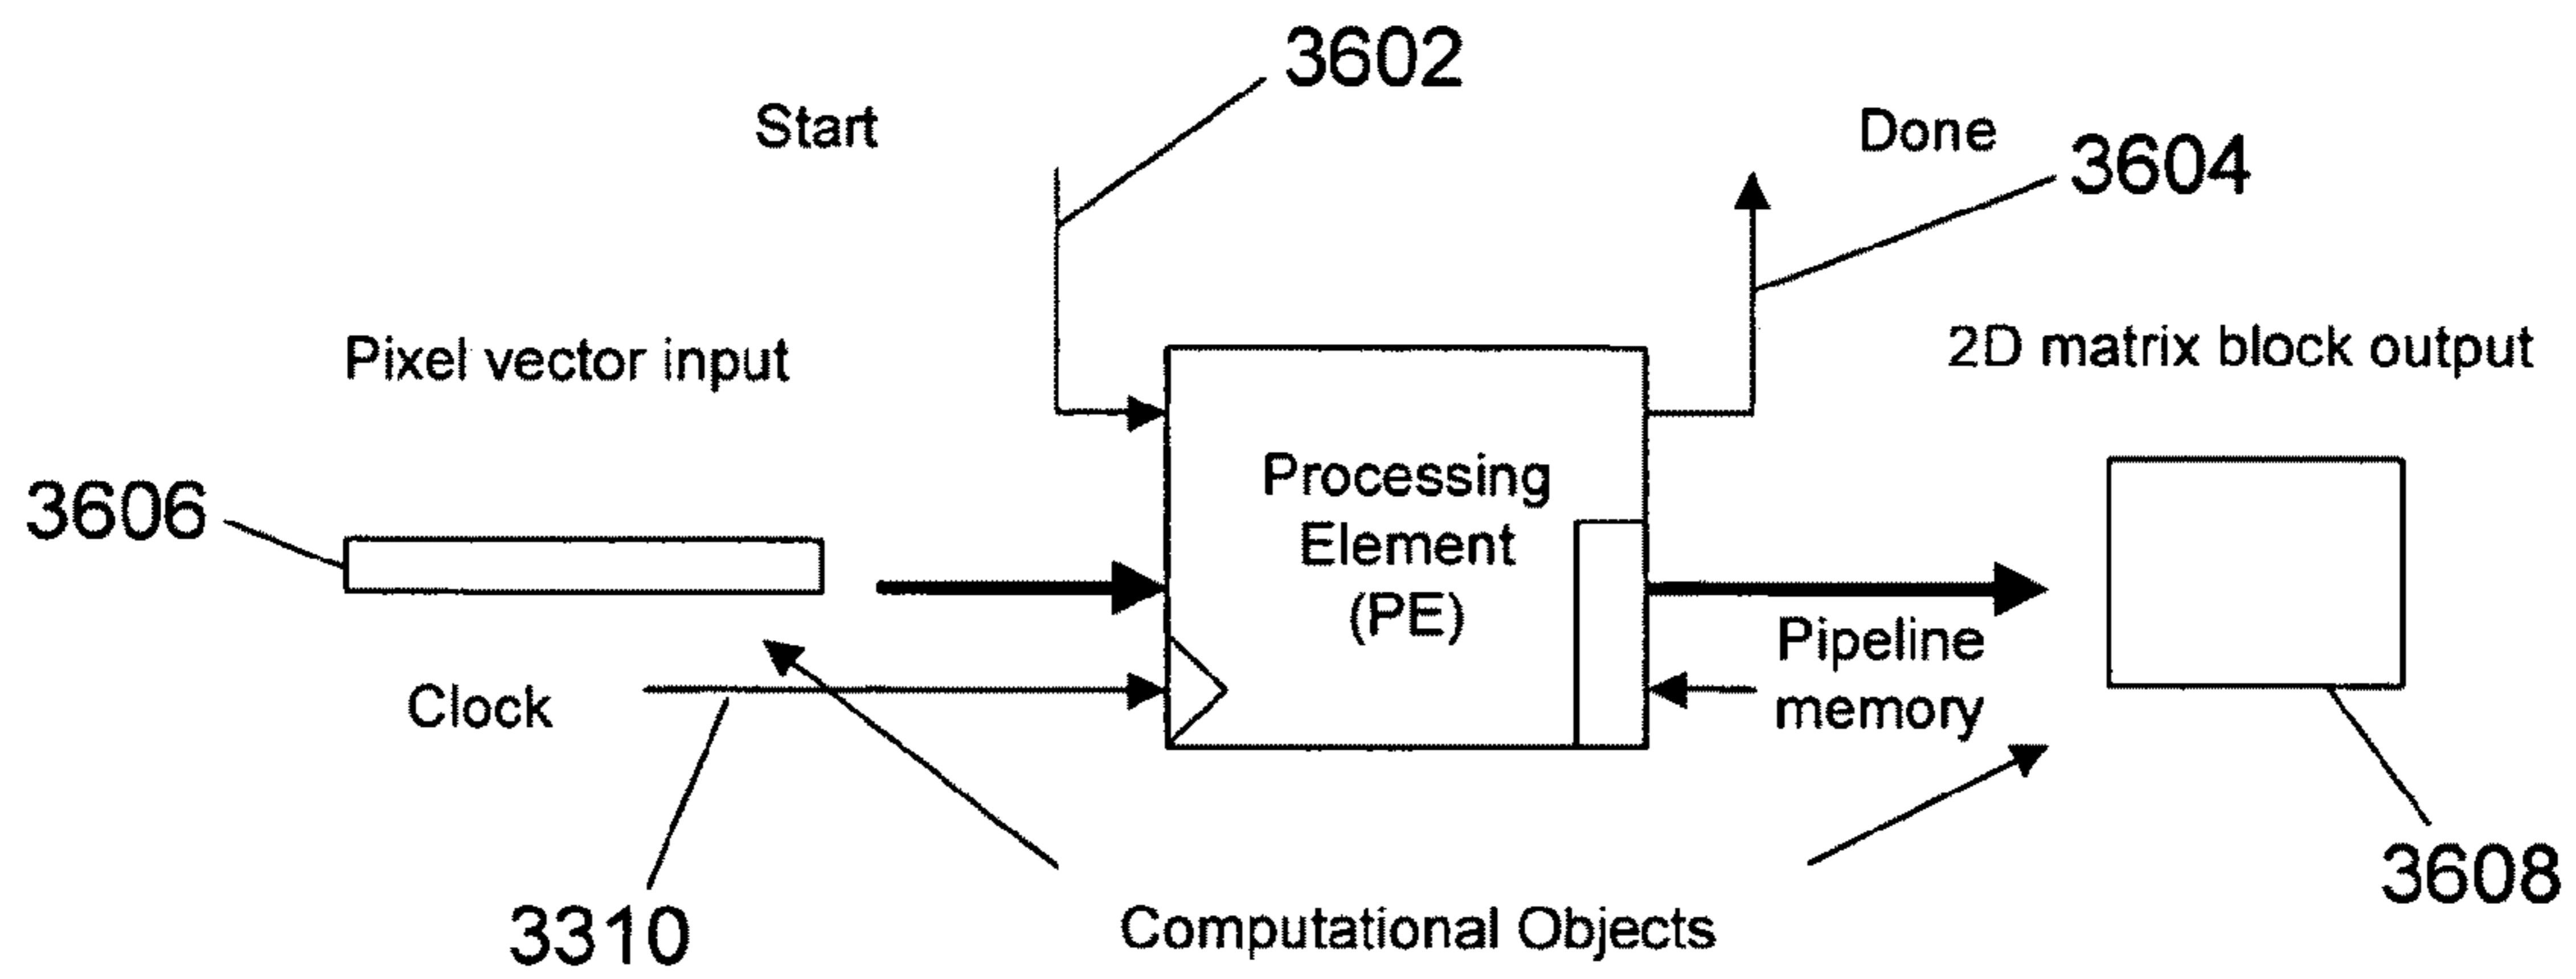 3602
Start
Done
3604
Pixel vector input
2D matrix block output
3606
Processing
Element
(PE)
Pipeline
memory
Clock
3608
3310
Computational Objects